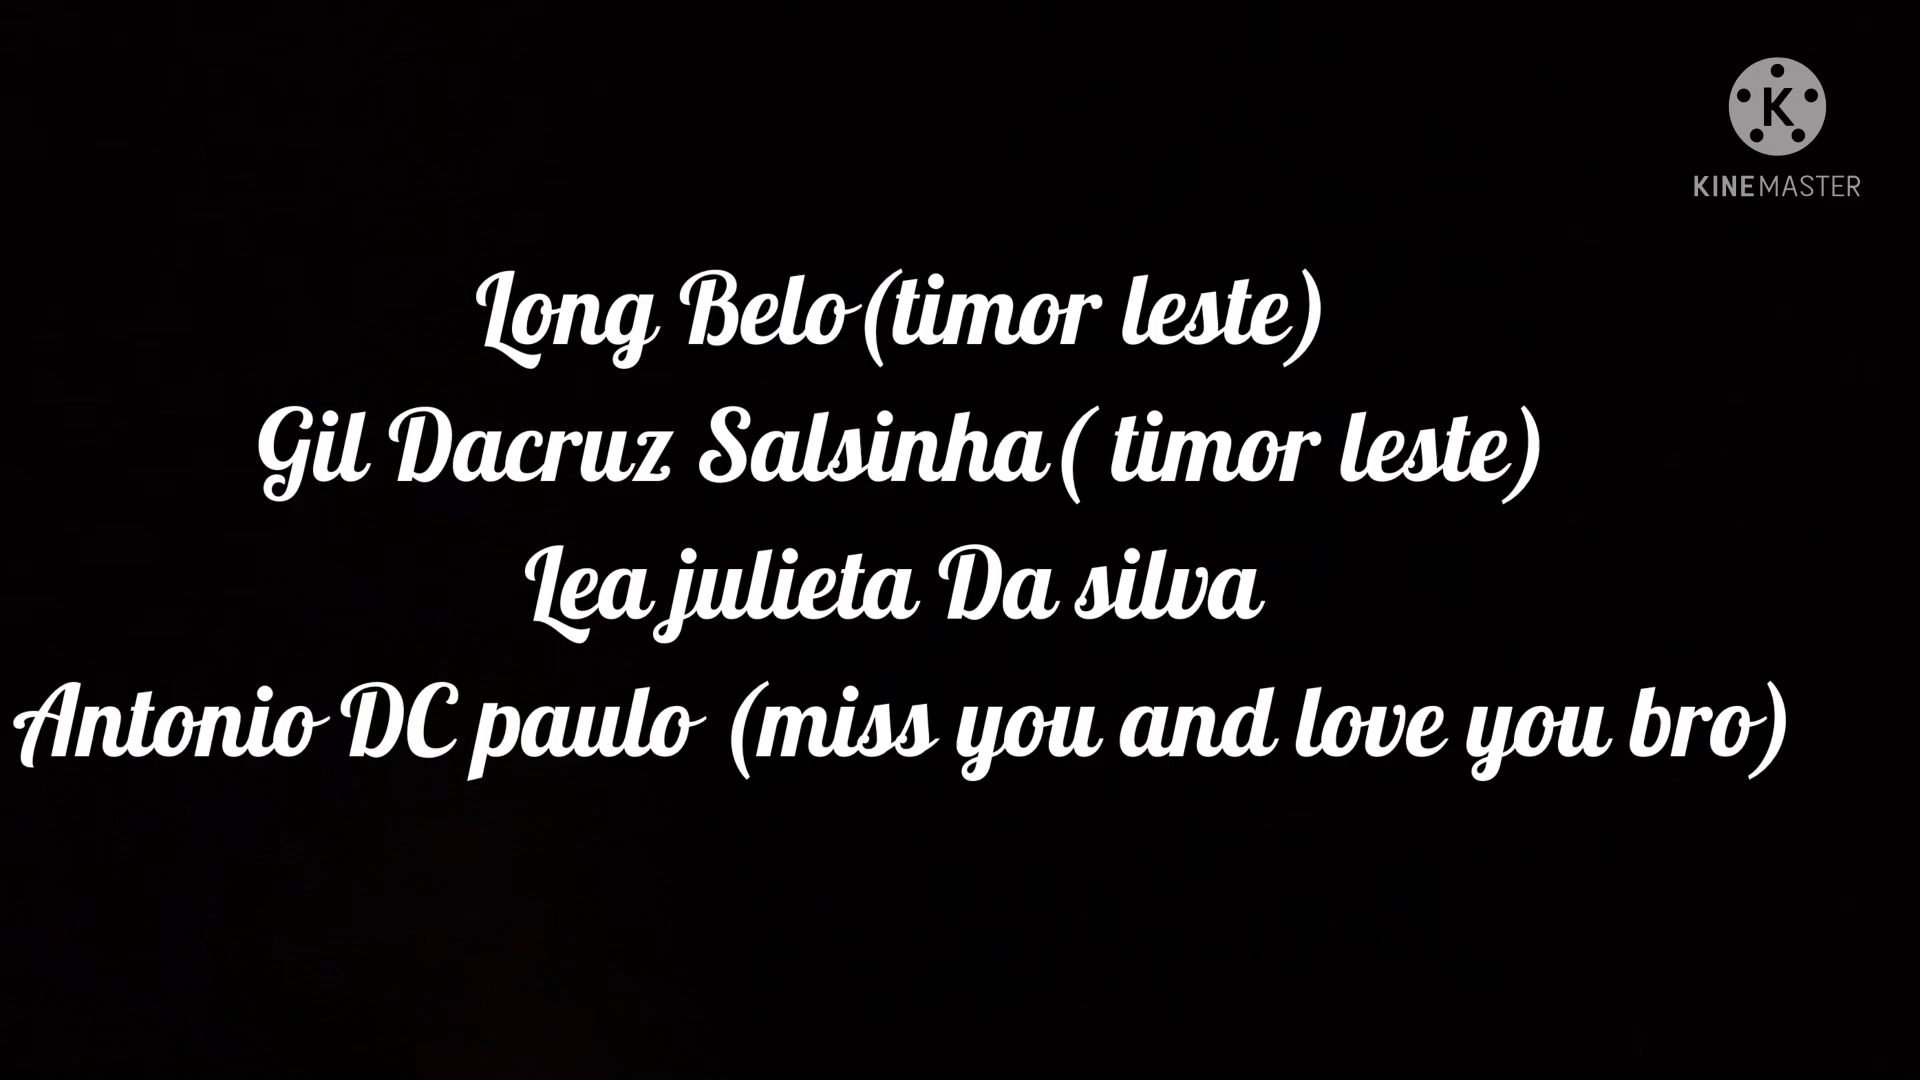 K
KINEMASTER
Long Belo(timor leste)
Gil Dacruz Salsinha( timor leste)
Lea julieta Da silva
Antonio DC paulo (miss you and love you bro)